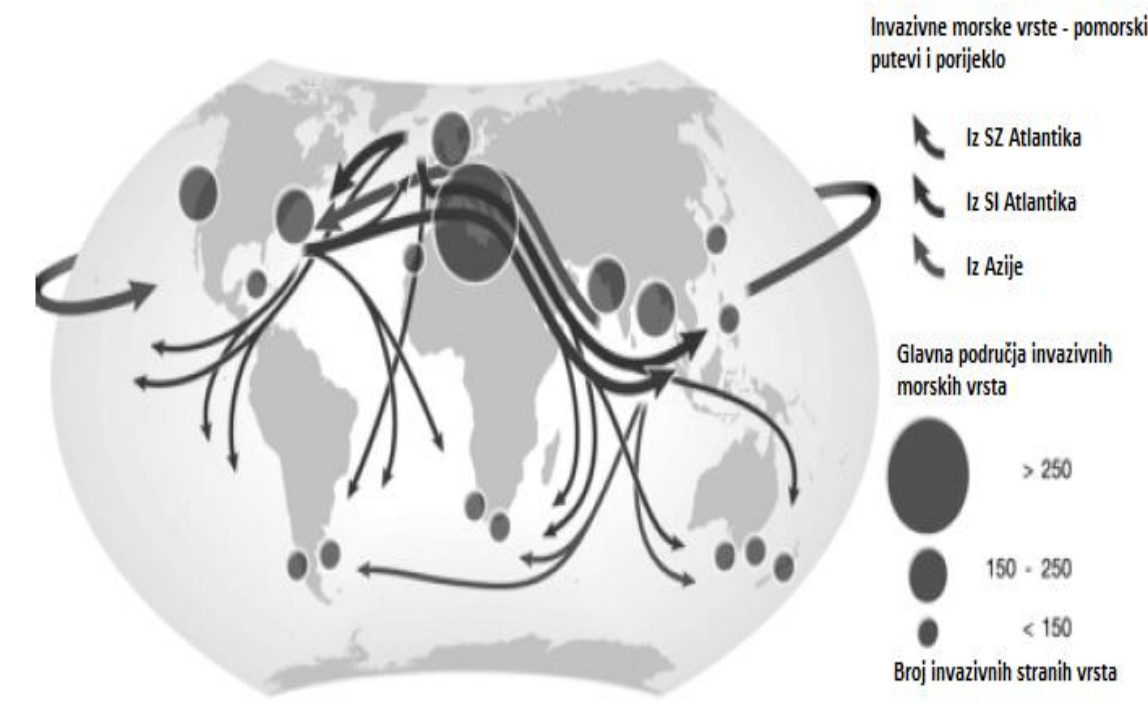 Invazivne morske vrste - pomorski
putevi i porijeklo
Iz SZ Atlantika
Iz SI Atlantika
Iz Azije
Glavna područja invazivnih
morskih vrsta
> 250
150 - 250
< 150
Broj invazivnih stranih vrsta